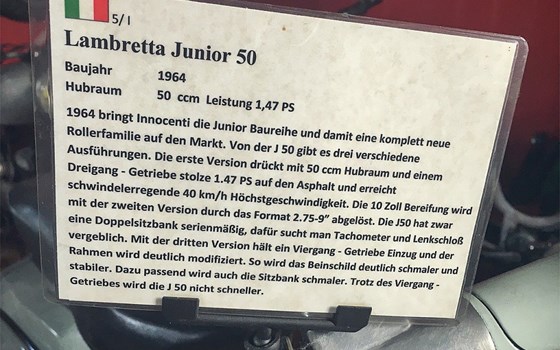 5/I
Lambretta Junior 50
Baujahr 1964
Hubraum 50 ccm Leistung 1,47 PS
1964 bringt Innocenti die Junior Baureihe und damit eine komplett neue
Rollerfamilie auf den Markt. Von der J 50 gibt es drei verschiedene
Ausführungen. Die erste Version drückt mit 50 ccm Hubraum und einem
Dreigang - Getriebe stolze 1.47 PS auf den Asphalt und erreicht
schwindelerregende 40 km/h Höchstgeschwindigkeit. Die 10 Zoll Bereifung wird
mit der zweiten Version durch das Format 2.75-9“ abgelöst. Die J50 hat zwar
eine Doppelsitzbank serienmäßig, dafür sucht man Tachometer und Lenkschloß
vergeblich. Mit der dritten Version hält ein Viergang - Getriebe Einzug und der
Rahmen wird deutlich modifiziert. So wird das Beinschild deutlich schmaler und
stabiler. Dazu passend wird auch die Sitzbank schmaler. Trotz des Viergang -
Getriebes wird die J 50 nicht schneller.